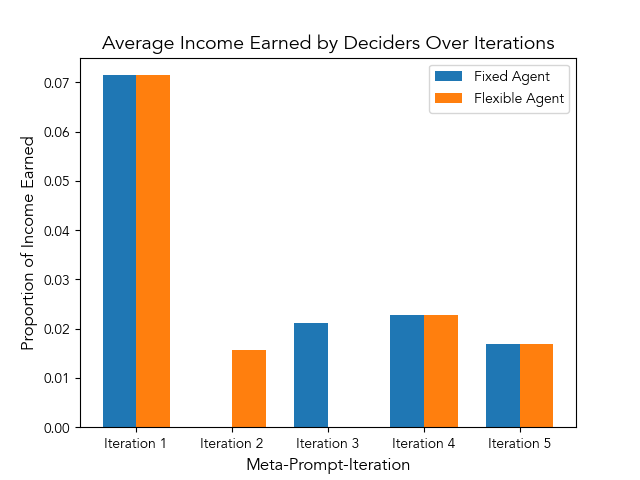 Average Income Earned by Deciders Over Iterations
Fixed Agent
Flexible Agent
Proportion of Income Earned
0.07
0.06
0.05
0.04
0.03
0.02
0.01
0.00
Iteration 1 Iteration 2 Iteration 3 Iteration 4 Iteration 5
Meta-Prompt-Iteration